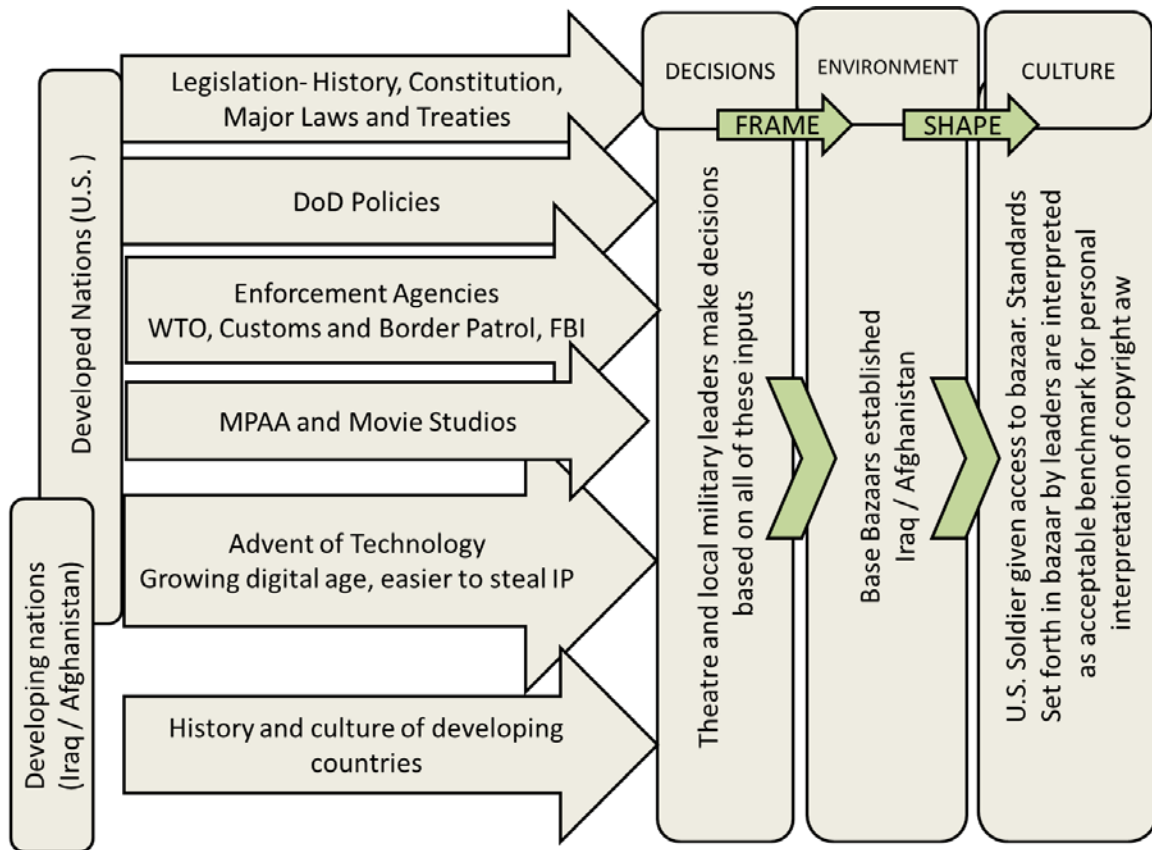 Developed Nations (U.S.)
Developing nations
(Iraq / Afghanistan)
Legislation- History, Constitution,
Major Laws and Treaties
DoD Policies
Enforcement Agencies
WTO, Customs and Border Patrol, FBI
MPAA and Movie Studios
Advent of Technology
Growing digital age, easier to steal IP
History and culture of developing
countries
DECISIONS
FRAME
ENVIRONMENT
SHAPE
CULTURE
Theatre and local military leaders make decisions
based on all of these inputs
Base Bazaars established
Iraq / Afghanistan
U.S. Soldier given access to bazaar. Standards
Set forth in bazaar by leaders are interpreted
as acceptable benchmark for personal
interpretation of copyright aw